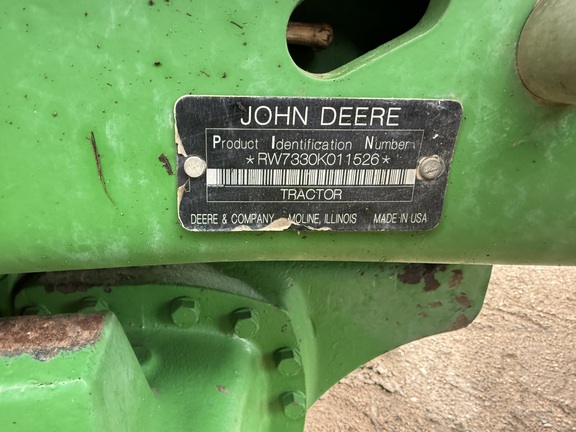 JOHN DEERE
Product Identification Number
*RW7330K011526*
TRACTOR
DEERE & COMPANY MOLINE, ILLINOIS MADE IN USA